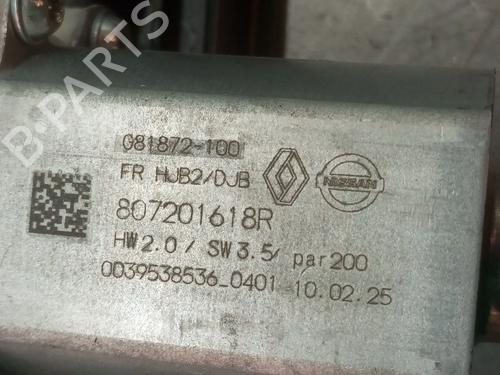 G81872-100
FR HJB2/DJB
NISSAN
807201618R
HW2.0 / SW3.5/ par200
0039538536_0401 10.02.25
B-PARTS